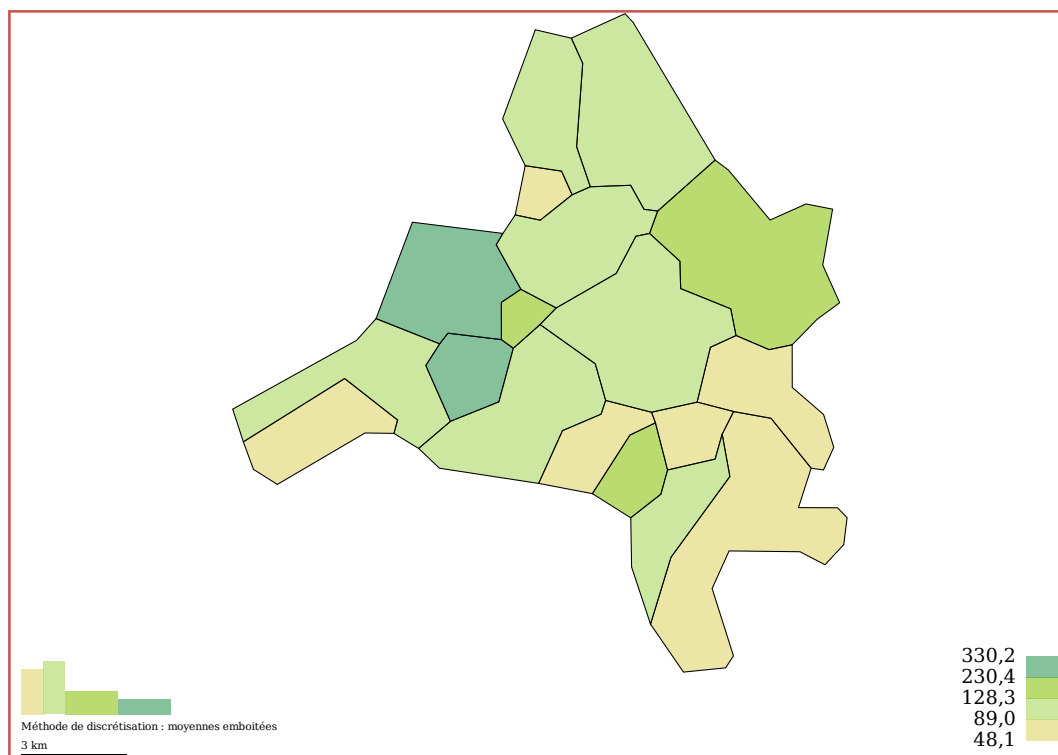 330,2
230,4
128,3
89,0
48,1
Méthode de discrétisation : moyennes emboitées
3 km